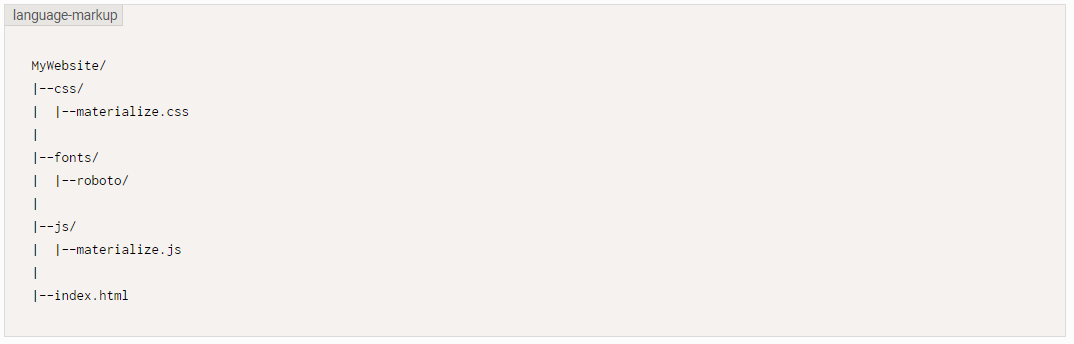 language-markup
MyWebsite/
|--css/
|  |--materialize.css
|
|--fonts/
|  |--roboto/
|
|--js/
|  |--materialize.js
|
|--index.html